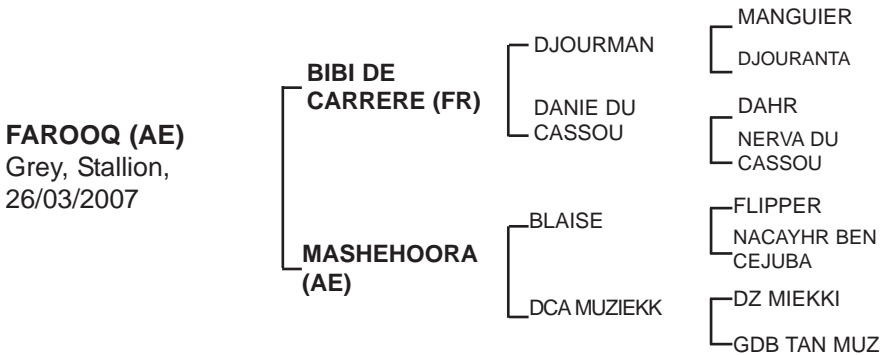 FAROOQ (AE)
Grey, Stallion,
26/03/2007
BIBI DE
CARRERE (FR)
MASHEHOORA
(AE)
DJOURMAN
DANIE DU
CASSOU
BLAISE
DCA MUZIEKK
MANGUIER
DJOURANTA
DAHR
NERVA DU
CASSOU
FLIPPER
NACAYHR BEN
CEJUBA
DZ MIEKKI
GDB TAN MUZ